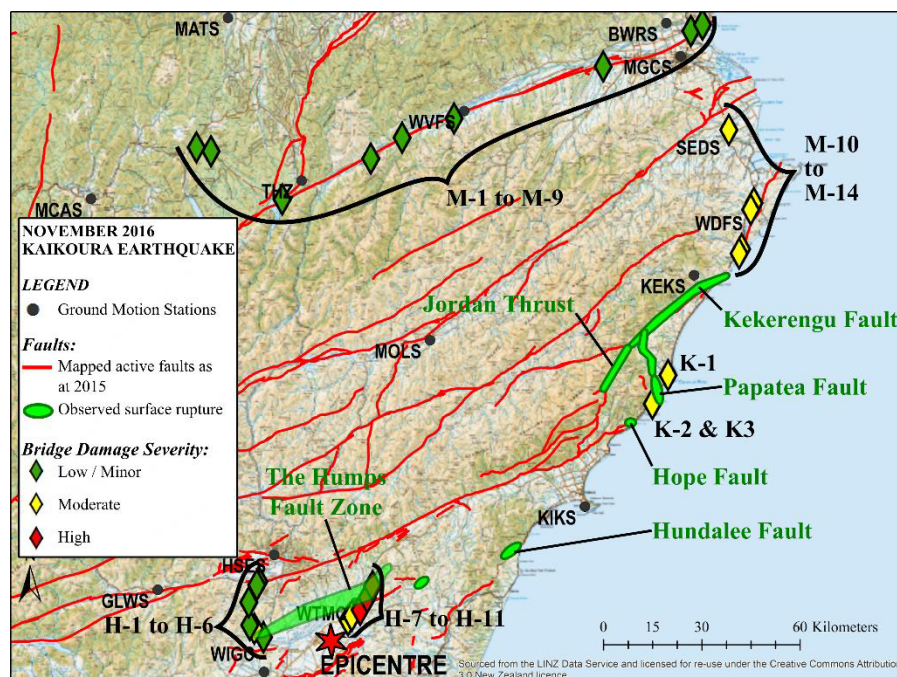 MATS
BWRS
MGCS
WVFS
SEDS
M-10
to
M-14
THZ
M-1 to M-9
MCAS
WDFS
NOVEMBER 2016
KAIKOURA EARTHQUAKE
LEGEND
Ground Motion Stations
Faults:
Mapped active faults as
at 2015
Observed surface rupture
Bridge Damage Severity:
Low / Minor
Moderate
High
KEKS
Jordan Thrust
Kekerengu Fault
MOLS
K-1
Papatea Fault
K-2 & K3
The Humps
Fault Zone
Hope Fault
KIKS
Hundalee Fault
HSES
GLWS
H-1 to H-6
H-7 to H-11
EPICENTRE
0 15 30 60 Kilometers
Sourced from the LINZ Data Service and licensed for re-use under the Creative Commons Attribution
3.0 New Zealand licence